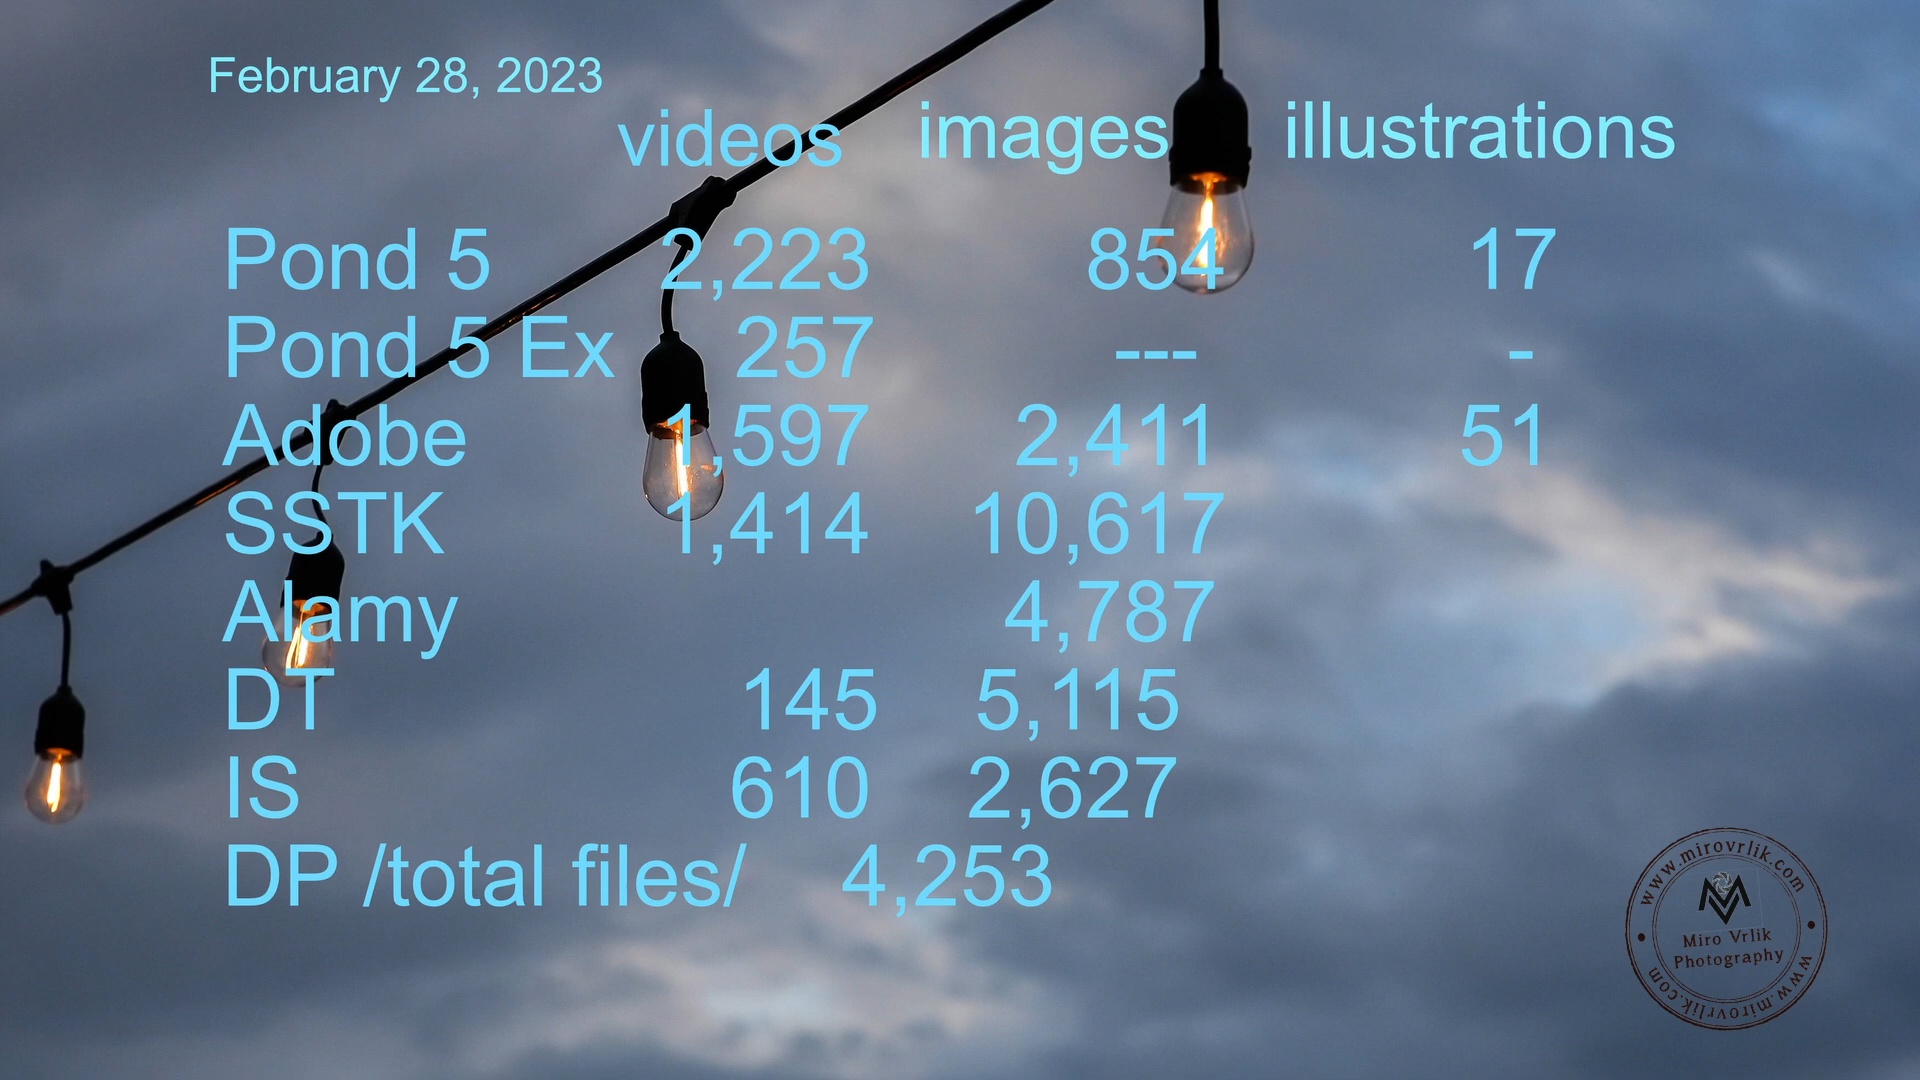 February 28, 2023
videos images illustrations
Pond 5 2,223 854 17
Pond 5 Ex 257 --- -
Adobe 1,597 2,411 51
SSTK 1,414 10,617
Alamy 4,787
DT 145 5,115
IS 610 2,627
DP /total files/ 4,253
www.mirovrlik.com
Miro Vrlik
Photography
www.mirovrlik.com